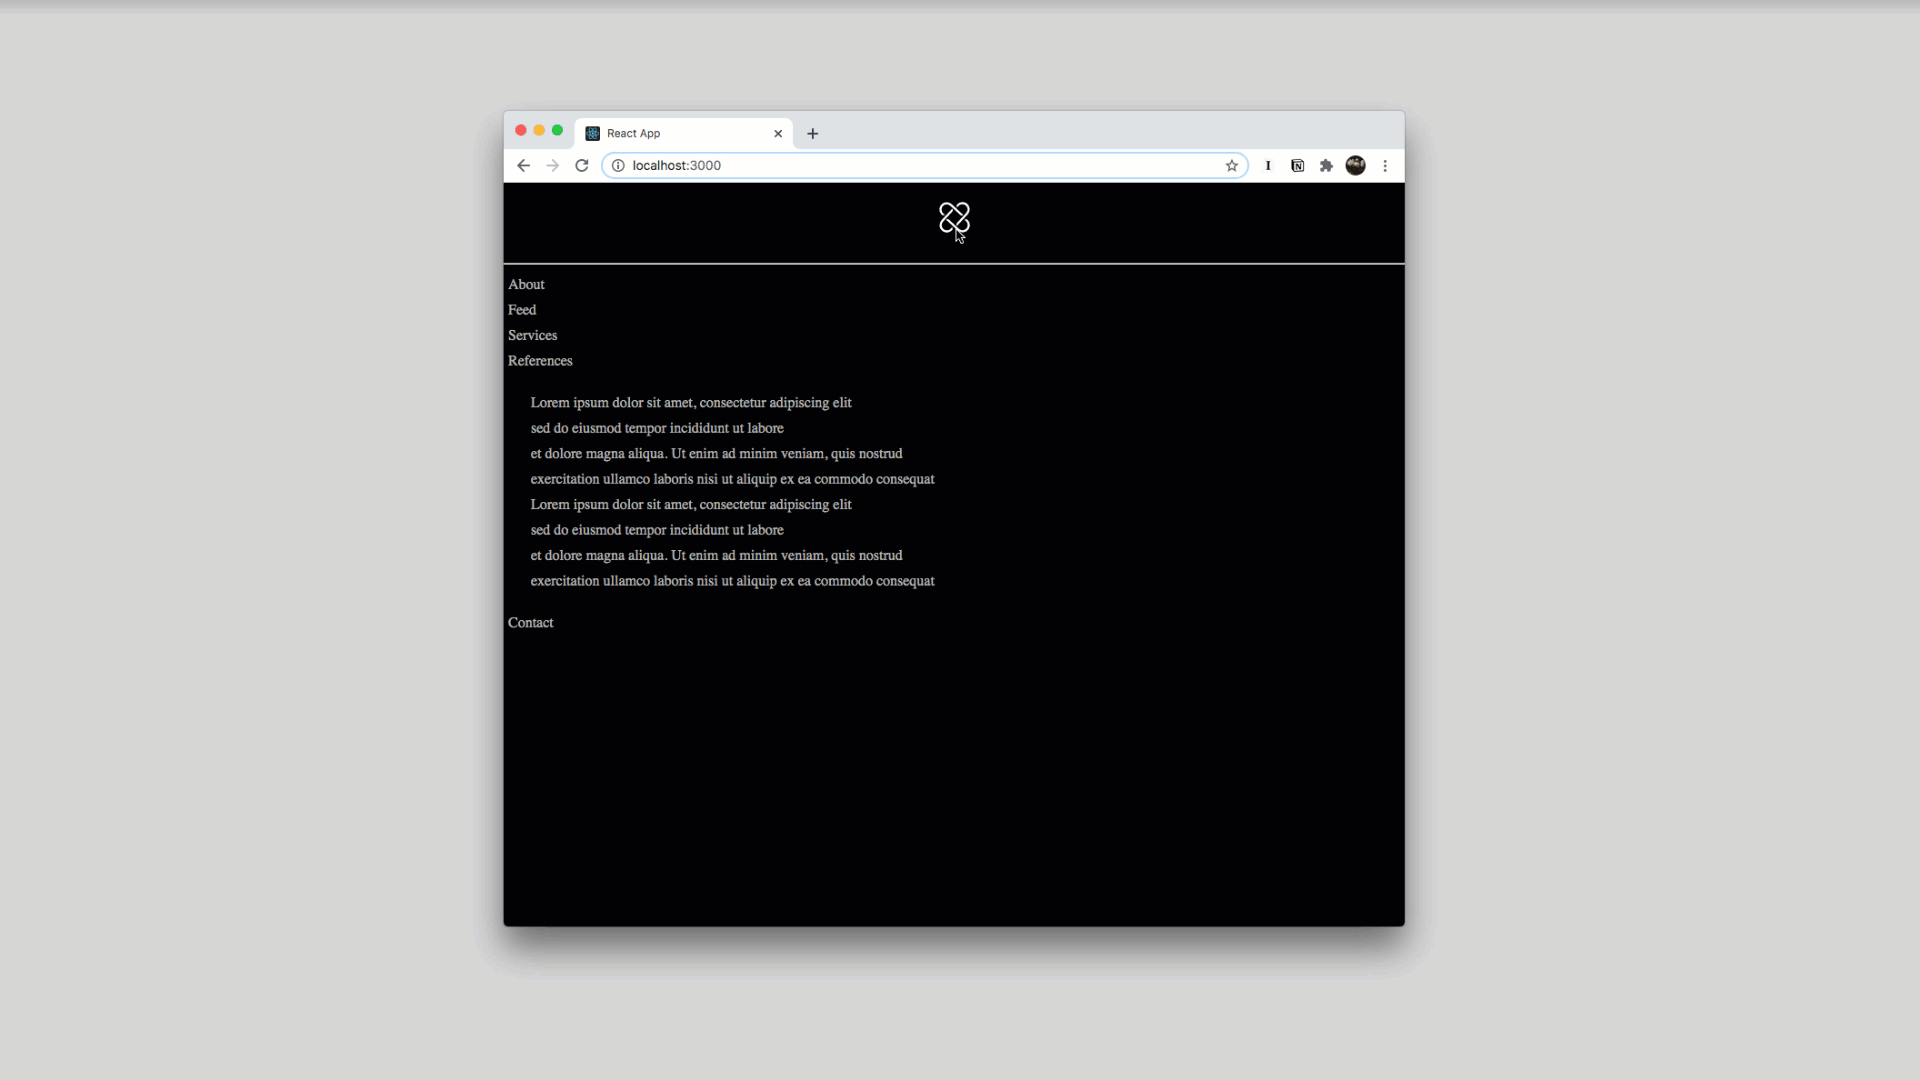 React App
localhost:3000
I
N
About
Feed
Services
References
Lorem ipsum dolor sit amet, consectetur adipiscing elit
sed do eiusmod tempor incididunt ut labore
et dolore magna aliqua. Ut enim ad minim veniam, quis nostrud
exercitation ullamco laboris nisi ut aliquip ex ea commodo consequat
Lorem ipsum dolor sit amet, consectetur adipiscing elit
sed do eiusmod tempor incididunt ut labore
et dolore magna aliqua. Ut enim ad minim veniam, quis nostrud
exercitation ullamco laboris nisi ut aliquip ex ea commodo consequat
Contact